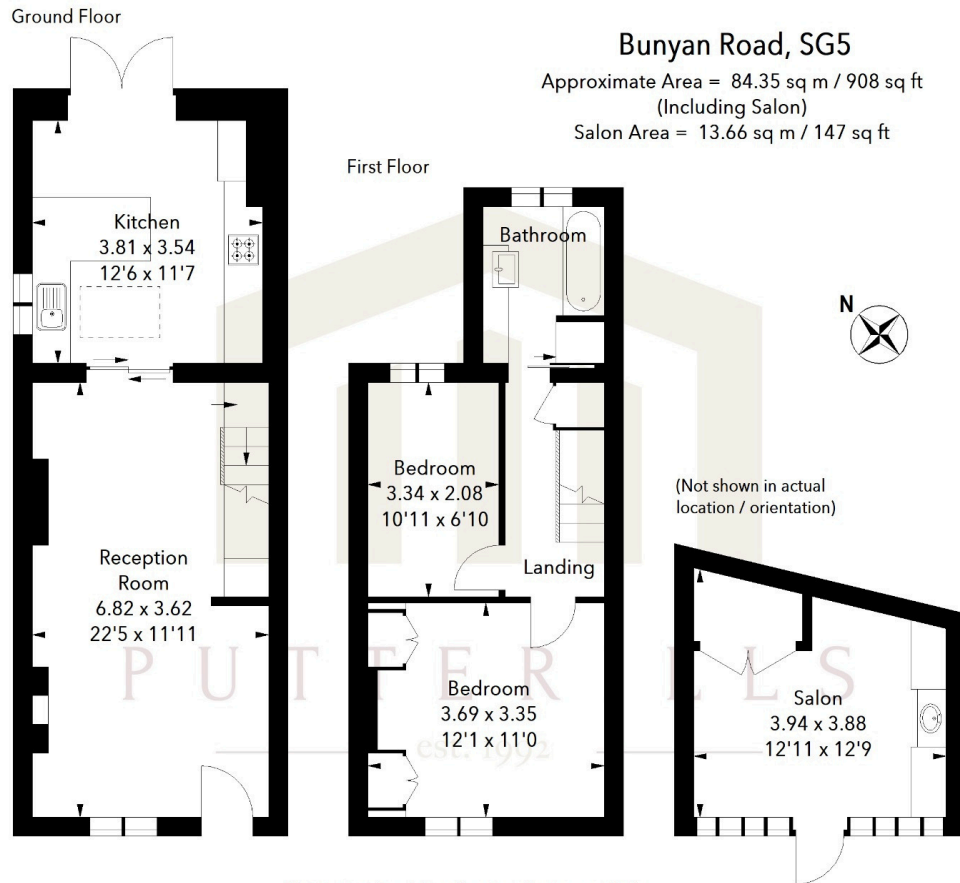 Ground Floor
Bunyan Road, SG5
Approximate Area = 84.35 sq m / 908 sq ft
(Including Salon)
Salon Area = 13.66 sq m / 147 sq ft
First Floor
Kitchen
3.81 x 3.54
12'6 x 11'7
Bathroom
N
Bedroom
3.34 x 2.08
10'11 x 6'10
(Not shown in actual
location / orientation)
Reception
Room
6.82 x 3.62
22'5 x 11'11
Landing
Bedroom
3.69 x 3.35
12'1 x 11'0
Salon
3.94 x 3.88
12'11 x 12'9
PUTTERILLS
est. 1992